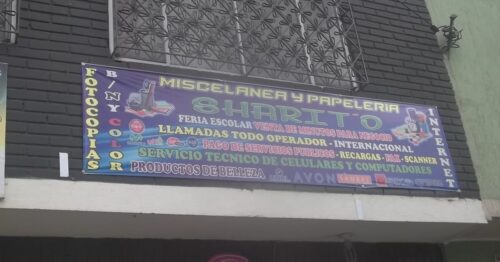 FOTOCOPIAS
B/N Y COLOR
MISCELANEA Y PAPELERIA
SHARITO
FERIA ESCOLAR VENTA DE MINUTOS PARA NEGOCIO
LLAMADAS TODO OPERADOR - INTERNACIONAL
PAGO DE SERVICIOS PUBLICOS - RECARGAS - FAX - SCANNER
SERVICIO TECNICO DE CELULARES Y COMPUTADORES
PRODUCTOS DE BELLEZA
AVON
INTERNET